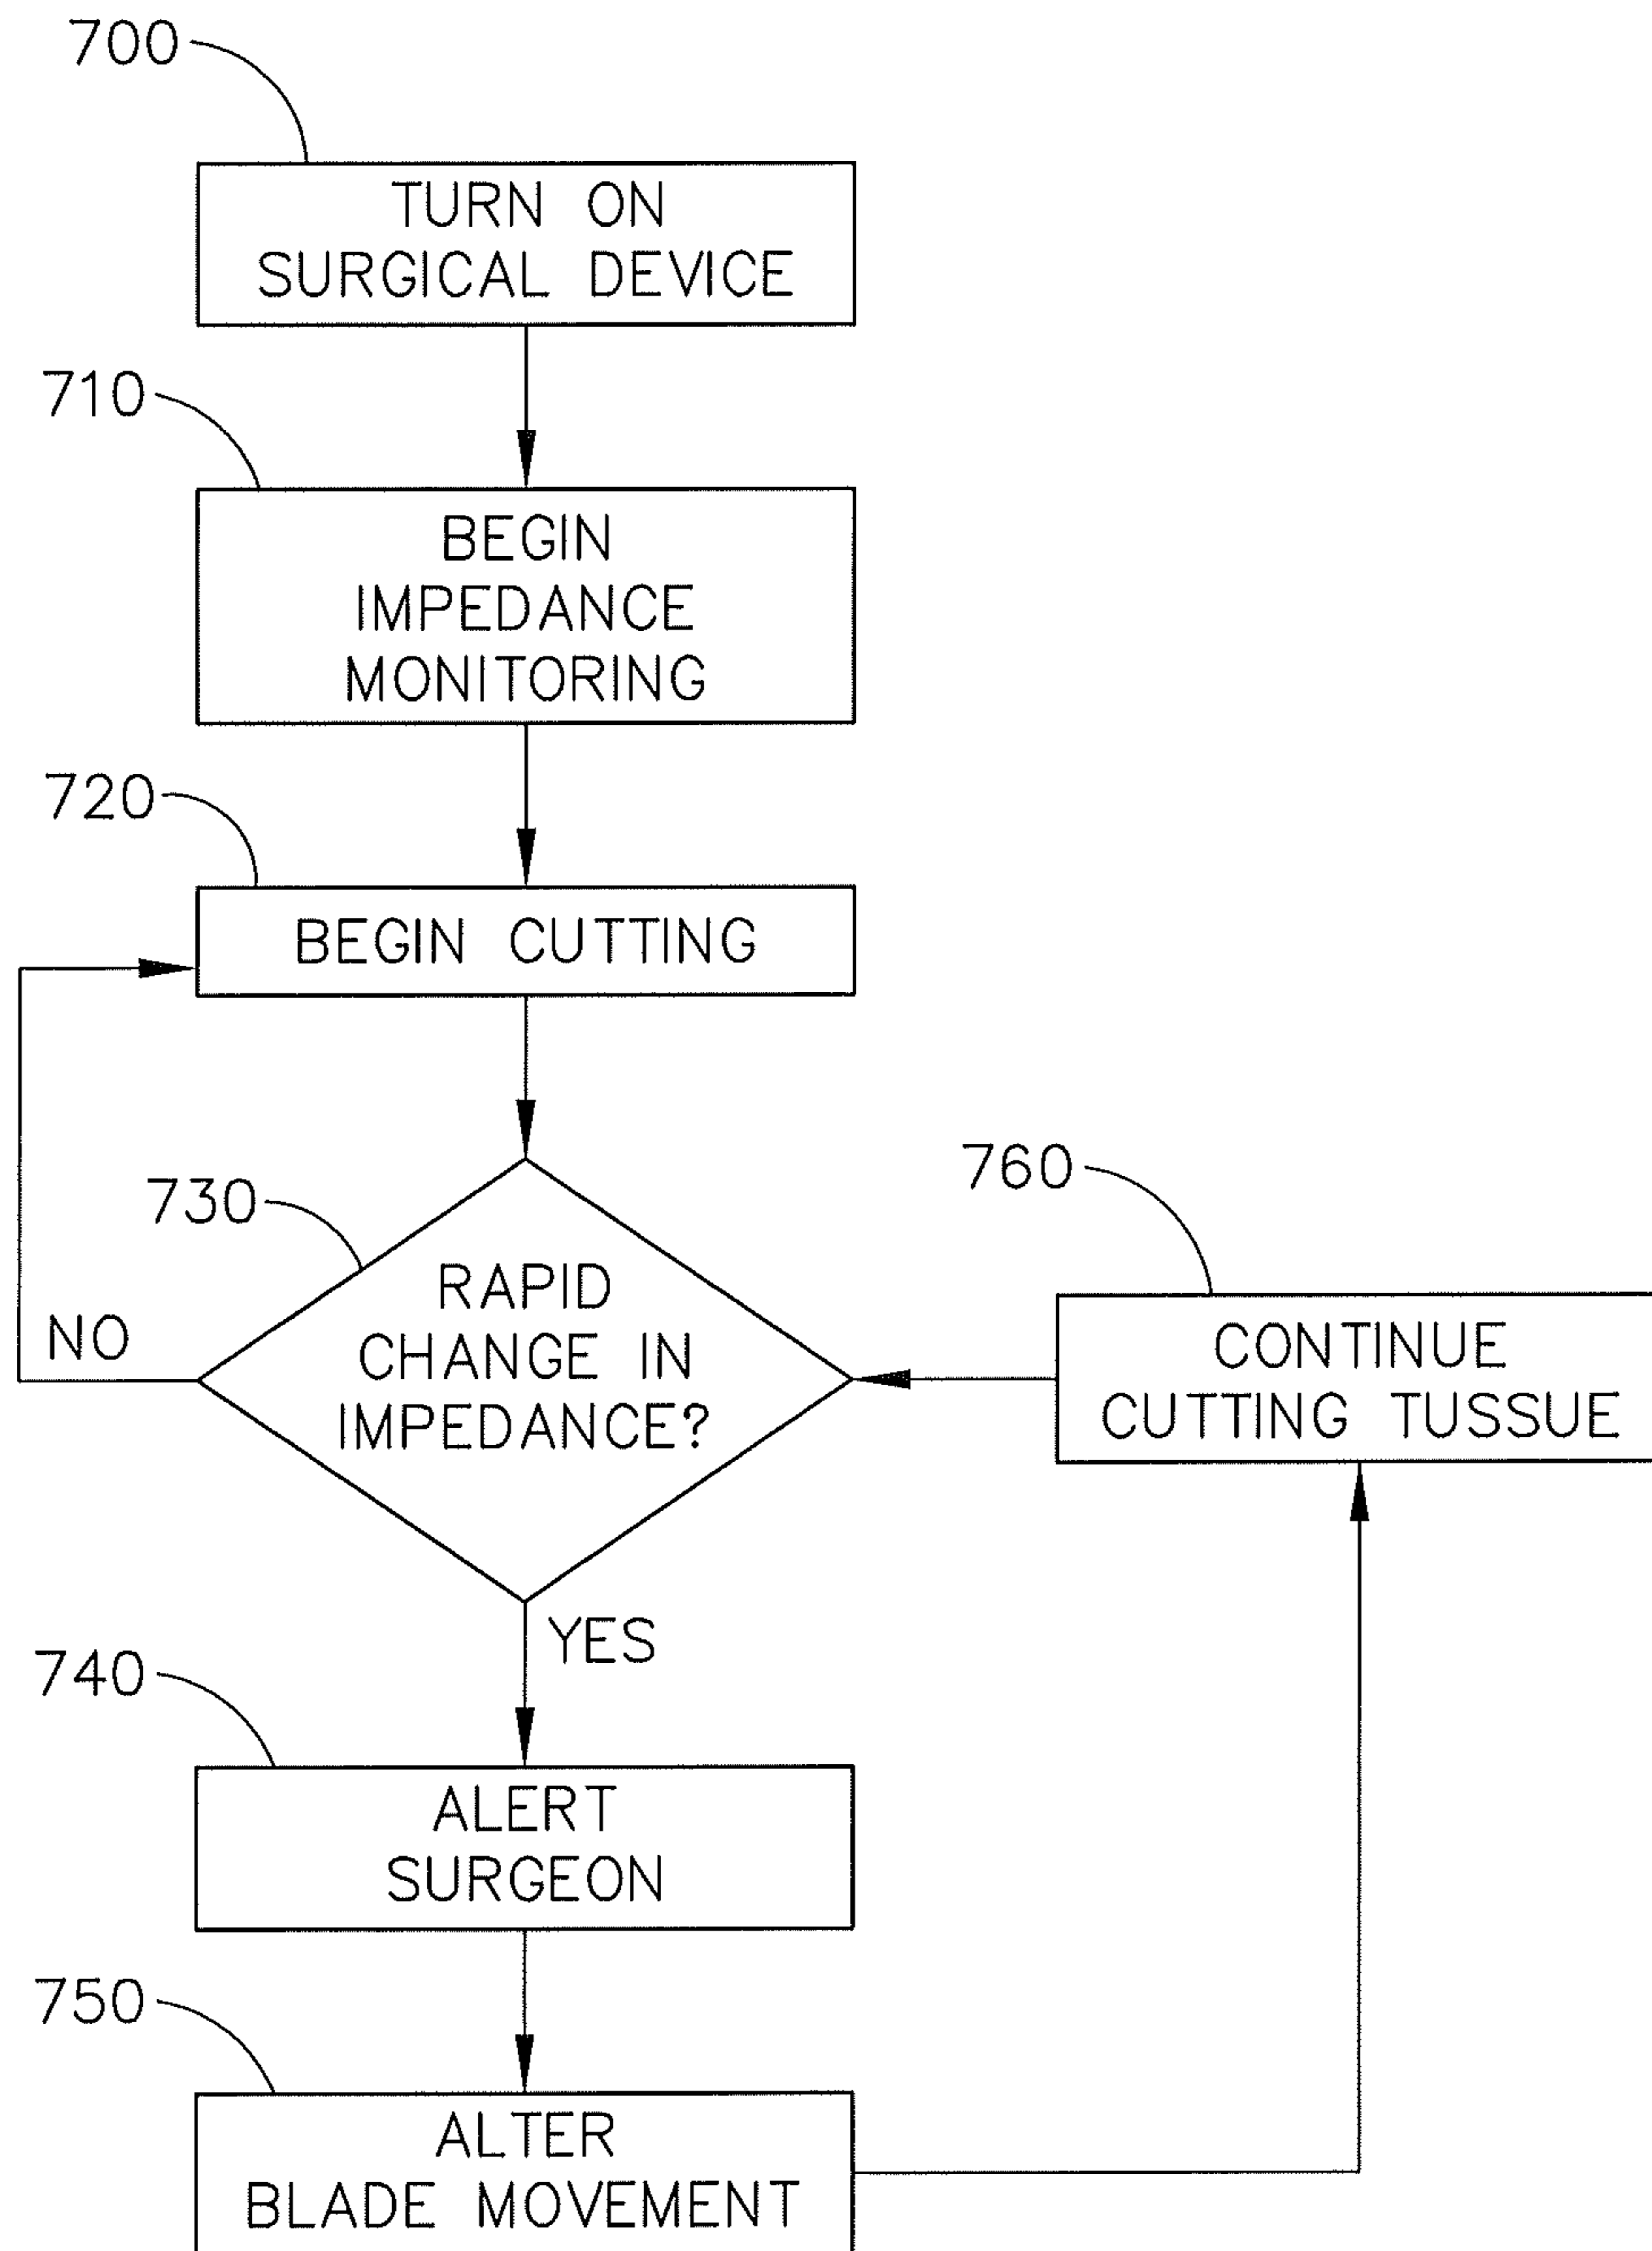 700
TURN ON
SURGICAL DEVICE
710
BEGIN
IMPEDANCE
MONITORING
720
BEGIN CUTTING
730
RAPID
CHANGE IN
IMPEDANCE?
NO
YES
760
CONTINUE
CUTTING TUSSUE
740
ALERT
SURGEON
750
ALTER
BLADE MOVEMENT